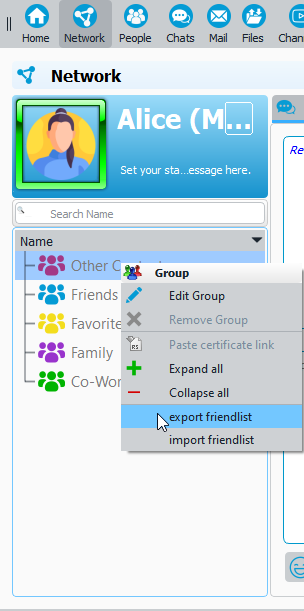 Home Network People Chats Mail Files Chan
Network
Alice (M...
Set your sta...essage here.
Re
Search Name
Name
Other
Group
Friends
Edit Group
Favorite
Remove Group
RS
Paste certificate link
Family
Expand all
Co-Wor
Collapse all
export friendlist
import friendlist